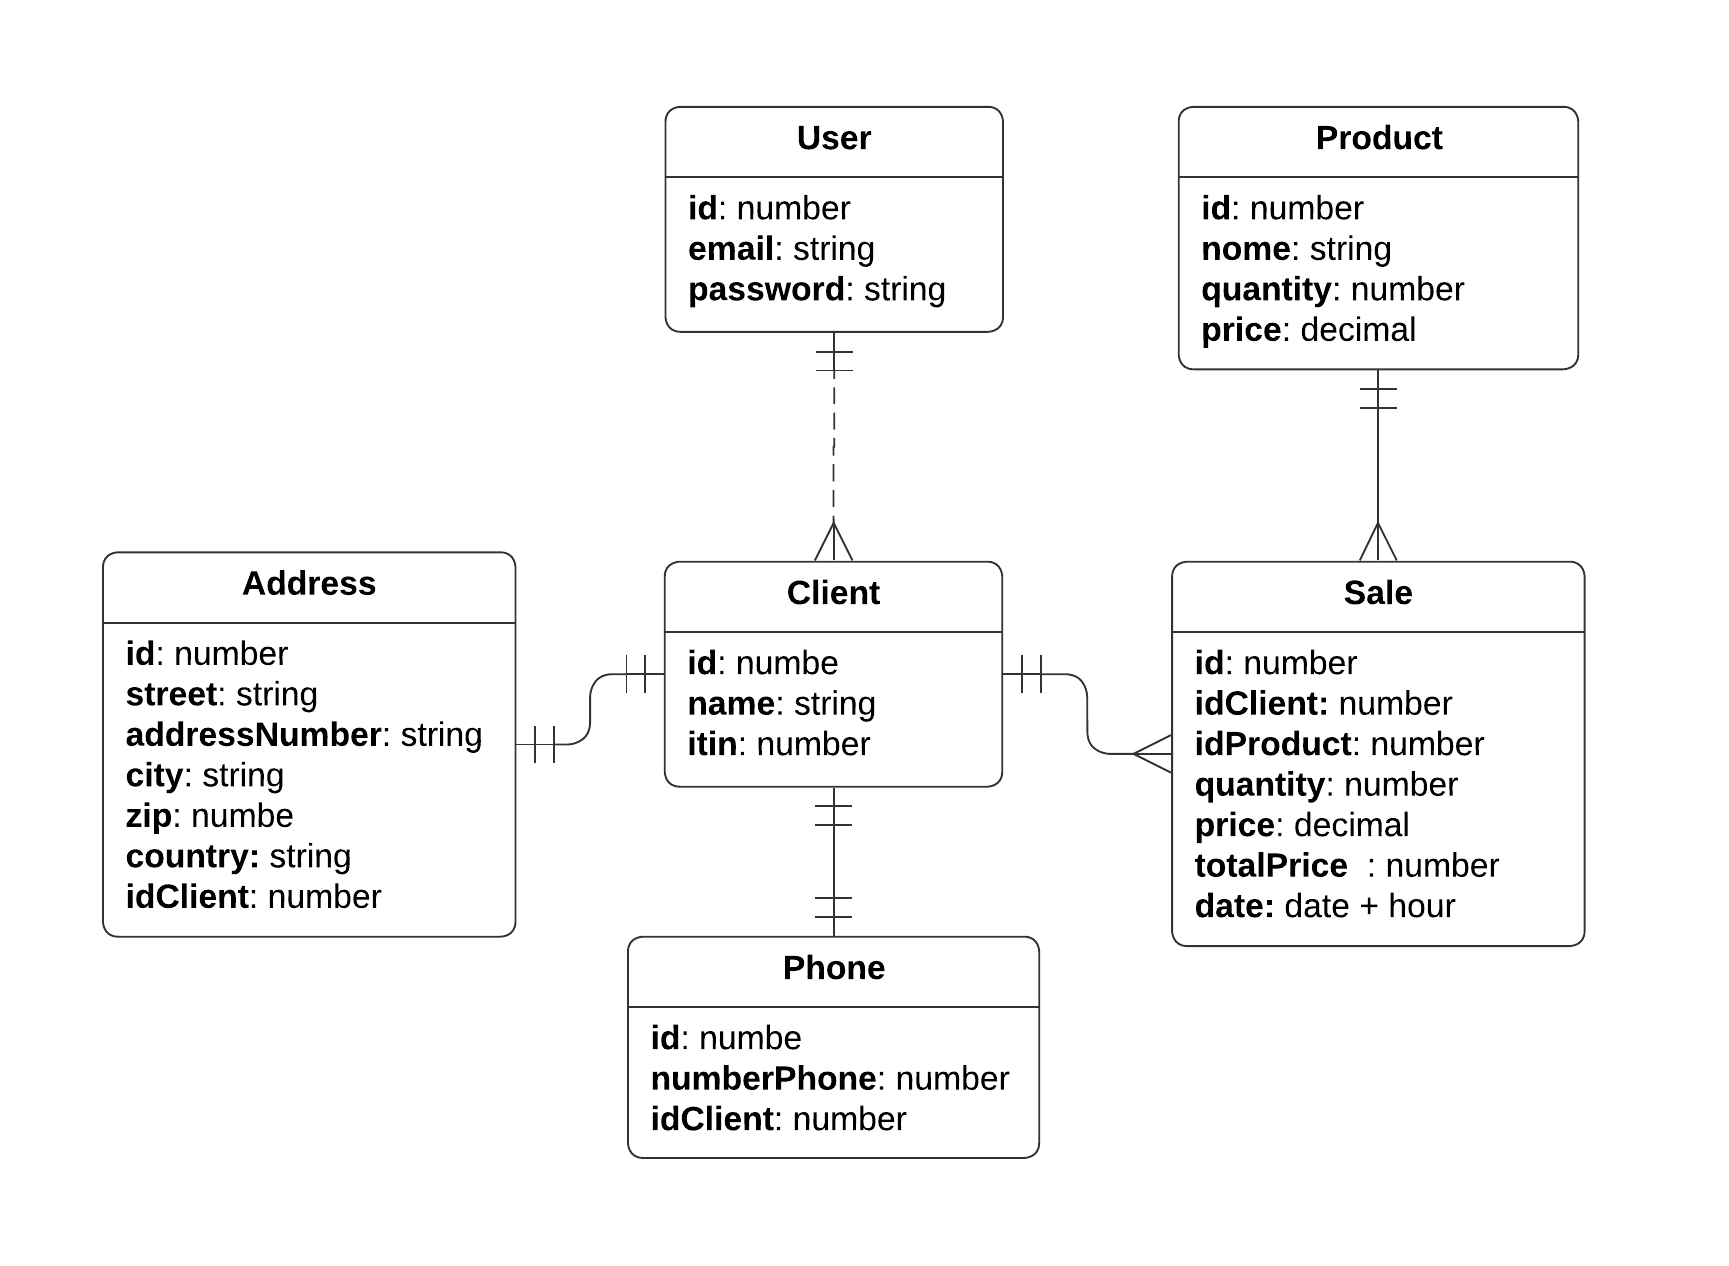 User
id: number
email: string
password: string
Product
id: number
nome: string
quantity: number
price: decimal
Address
id: number
street: string
addressNumber: string
city: string
zip: numbe
country: string
idClient: number
Client
id: numbe
name: string
itin: number
Sale
id: number
idClient: number
idProduct: number
quantity: number
price: decimal
totalPrice  : number
date: date + hour
Phone
id: numbe
numberPhone: number
idClient: number